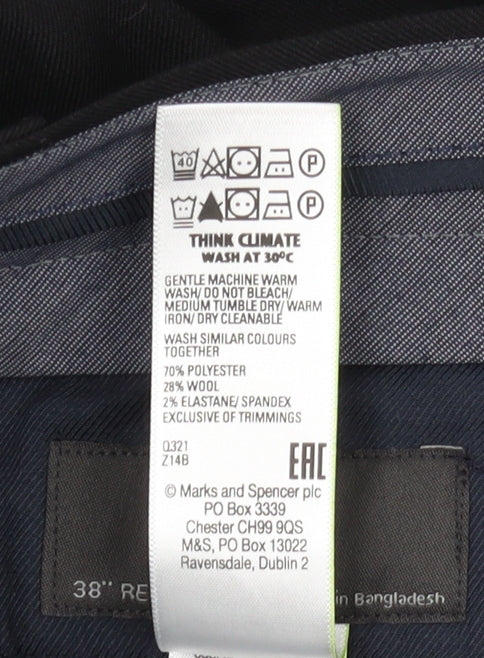 40 P
P
THINK CLIMATE
WASH AT 30ºC
GENTLE MACHINE WARM
WASH/ DO NOT BLEACH/
MEDIUM TUMBLE DRY/ WARM
IRON/ DRY CLEANABLE
WASH SIMILAR COLOURS
TOGETHER
70% POLYESTER
28% WOOL
2% ELASTANE/ SPANDEX
EXCLUSIVE OF TRIMMINGS
Q321
Z14B
EAC
© Marks and Spencer plc
PO Box 3339
Chester CH99 9QS
M&S, PO Box 13022
Ravensdale, Dublin 2
38" RE in Bangladesh